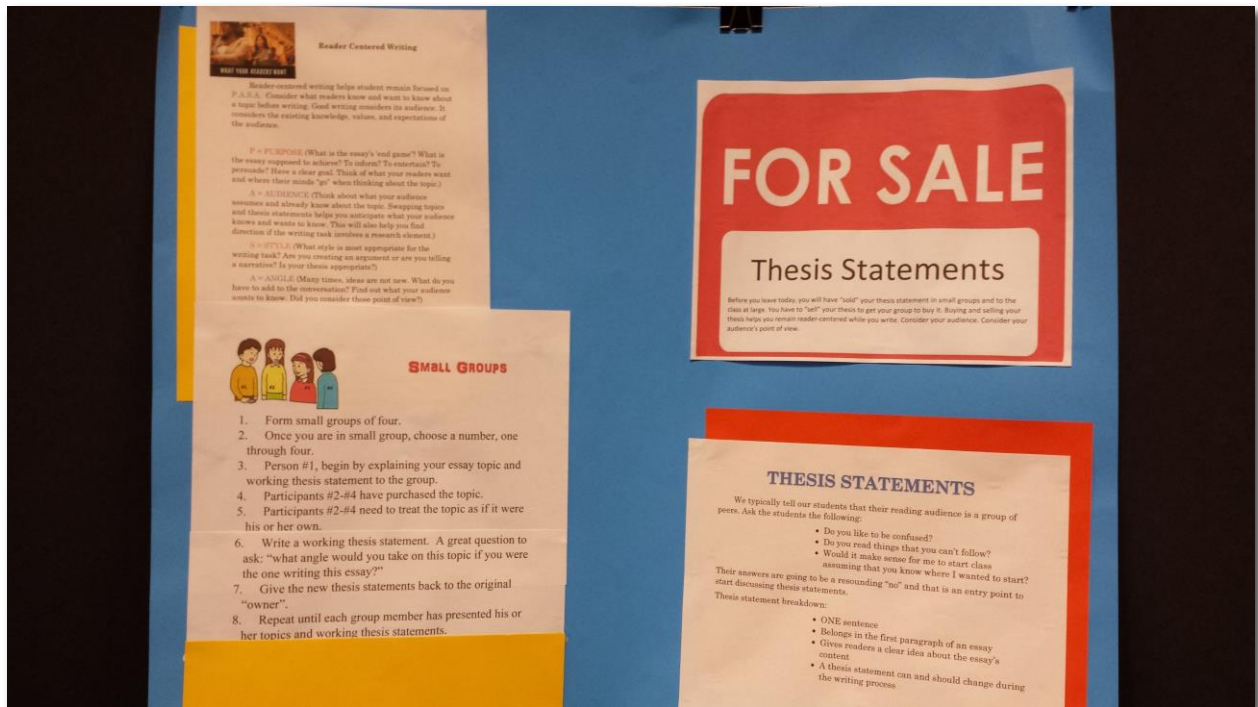 WHAT YOUR READERS WANT
Reader Centered Writing
Reader-centered writing helps student remain focused on
P.A.S.A. Consider what readers know and want to know about
a topic before writing. Good writing considers its audience. It
considers the existing knowledge, values, and expectations of
the audience.
P = PURPOSE (What is the essay's 'end game'? What is
the essay supposed to achieve? To inform? To entertain? To
persuade? Have a clear goal. Think of what your readers want
and where their minds "go" when thinking about the topic.)
A = AUDIENCE (Think about what your audience
assumes and already know about the topic. Swapping topics
and thesis statements helps you anticipate what your audience
knows and wants to know. This will also help you find
direction if the writing task involves a research element.)
S = STYLE (What style is most appropriate for the
writing task? Are you creating an argument or are you telling
a narrative? Is your thesis appropriate?)
A = ANGLE (Many times, ideas are not new. What do you
have to add to the conversation? Find out what your audience
wants to know. Did you consider those point of view?)
SMALL GROUPS
#1 #2 #3 #4
1. Form small groups of four.
2. Once you are in small group, choose a number, one
through four.
3. Person #1, begin by explaining your essay topic and
working thesis statement to the group.
4. Participants #2-#4 have purchased the topic.
5. Participants #2-#4 need to treat the topic as if it were
his or her own.
6. Write a working thesis statement. A great question to
ask: "what angle would you take on this topic if you were
the one writing this essay?"
7. Give the new thesis statements back to the original
"owner".
8. Repeat until each group member has presented his or
her topics and working thesis statements.
FOR SALE
Thesis Statements
Before you leave today, you will have "sold" your thesis statement in small groups and to the
class at large. You have to "sell" your thesis to get your group to buy it. Buying and selling your
thesis helps you remain reader-centered while you write. Consider your audience. Consider your
audience's point of view.
THESIS STATEMENTS
We typically tell our students that their reading audience is a group of
peers. Ask the students the following:
• Do you like to be confused?
• Do you read things that you can't follow?
• Would it make sense for me to start class
assuming that you know where I wanted to start?
Their answers are going to be a resounding "no" and that is an entry point to
start discussing thesis statements.
Thesis statement breakdown:
• ONE sentence
• Belongs in the first paragraph of an essay
• Gives readers a clear idea about the essay's
content
• A thesis statement can and should change during
the writing process